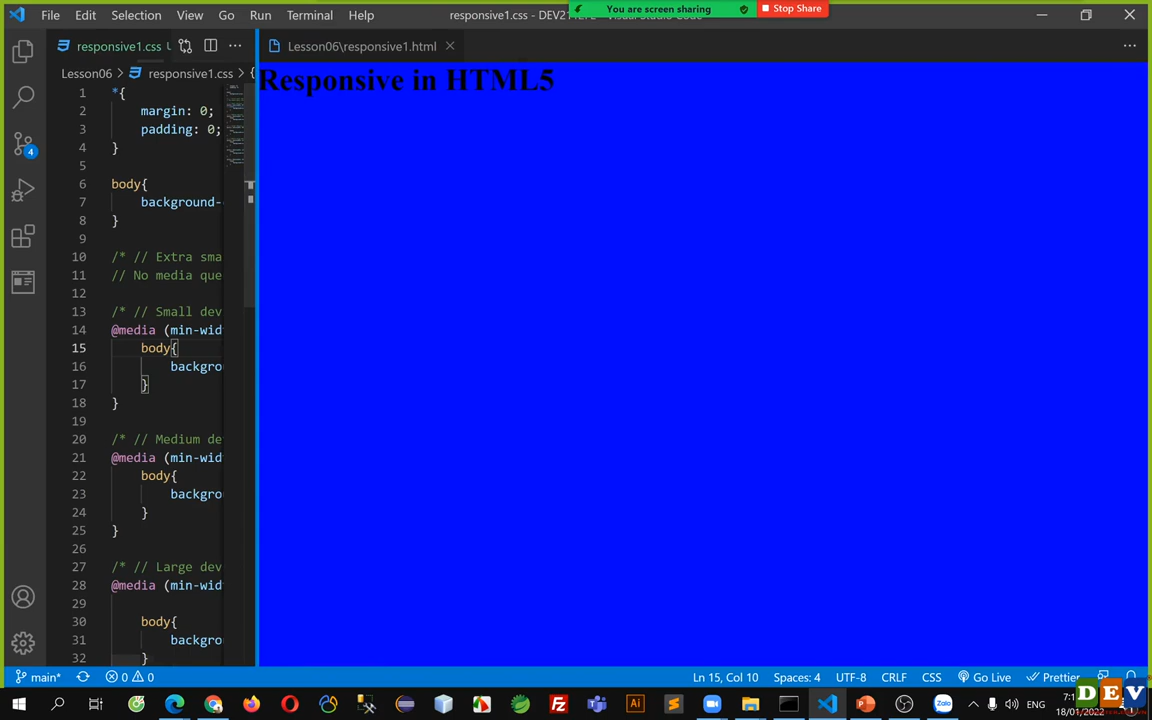 File Edit Selection View Go Run Terminal Help
responsive1.css - DEV
You are screen sharing
Stop Share
responsive1.css U
Lesson06\responsive1.html
Lesson06 > responsive1.css > {
1 *{
2 margin: 0;
3 padding: 0;
4 }
5
6 body{
7 background-
8 }
9
10 /* // Extra sma
11 // No media que
12
13 /* // Small dev
14 @media (min-wid
15 body{
16 backgro
17 }
18 }
19
20 /* // Medium de
21 @media (min-wid
22 body{
23 backgro
24 }
25 }
26
27 /* // Large dev
28 @media (min-wid
29
30 body{
31 backgro
32 }
Responsive in HTML5
4
main* 0 0
Ln 15, Col 10 Spaces: 4 UTF-8 CRLF CSS Go Live Prettier
Ai
Zalo
ENG
18/01/2022
DEV